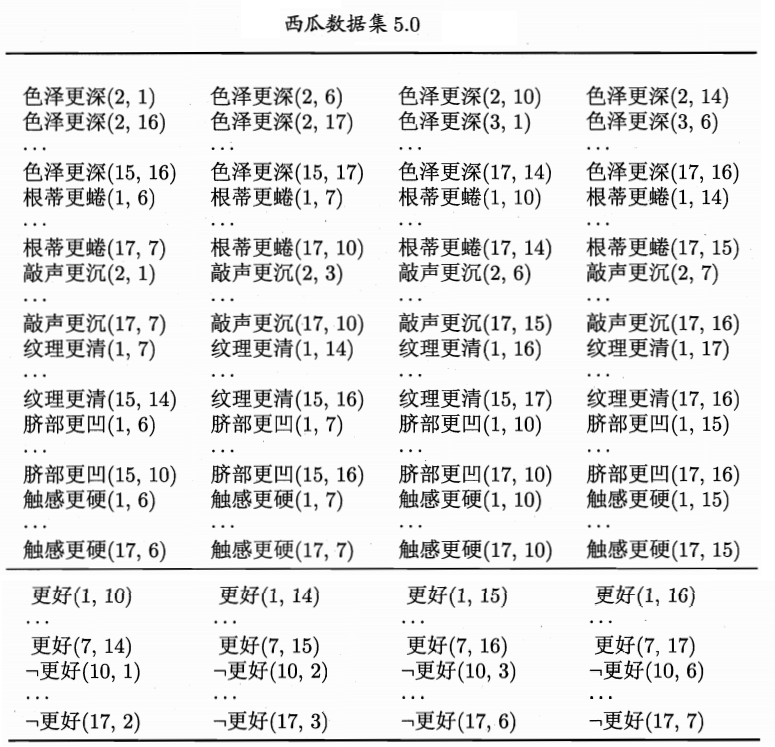 西瓜数据集 5.0
色泽更深(2, 1) 色泽更深(2, 6) 色泽更深(2, 10) 色泽更深(2, 14)
色泽更深(2, 16) 色泽更深(2, 17) 色泽更深(3, 1) 色泽更深(3, 6)
··· ··· ··· ···
色泽更深(15, 16) 色泽更深(15, 17) 色泽更深(17, 14) 色泽更深(17, 16)
根蒂更蜷(1, 6) 根蒂更蜷(1, 7) 根蒂更蜷(1, 10) 根蒂更蜷(1, 14)
··· ··· ··· ···
根蒂更蜷(17, 7) 根蒂更蜷(17, 10) 根蒂更蜷(17, 14) 根蒂更蜷(17, 15)
敲声更沉(2, 1) 敲声更沉(2, 3) 敲声更沉(2, 6) 敲声更沉(2, 7)
··· ··· ··· ···
敲声更沉(17, 7) 敲声更沉(17, 10) 敲声更沉(17, 15) 敲声更沉(17, 16)
纹理更清(1, 7) 纹理更清(1, 14) 纹理更清(1, 16) 纹理更清(1, 17)
··· ··· ··· ···
纹理更清(15, 14) 纹理更清(15, 16) 纹理更清(15, 17) 纹理更清(17, 16)
脐部更凹(1, 6) 脐部更凹(1, 7) 脐部更凹(1, 10) 脐部更凹(1, 15)
··· ··· ··· ···
脐部更凹(15, 10) 脐部更凹(15, 16) 脐部更凹(17, 10) 脐部更凹(17, 16)
触感更硬(1, 6) 触感更硬(1, 7) 触感更硬(1, 10) 触感更硬(1, 15)
··· ··· ··· ···
触感更硬(17, 6) 触感更硬(17, 7) 触感更硬(17, 10) 触感更硬(17, 15)
更好(1, 10) 更好(1, 14) 更好(1, 15) 更好(1, 16)
··· ··· ··· ···
更好(7, 14) 更好(7, 15) 更好(7, 16) 更好(7, 17)
¬更好(10, 1) ¬更好(10, 2) ¬更好(10, 3) ¬更好(10, 6)
··· ··· ··· ···
¬更好(17, 2) ¬更好(17, 3) ¬更好(17, 6) ¬更好(17, 7)